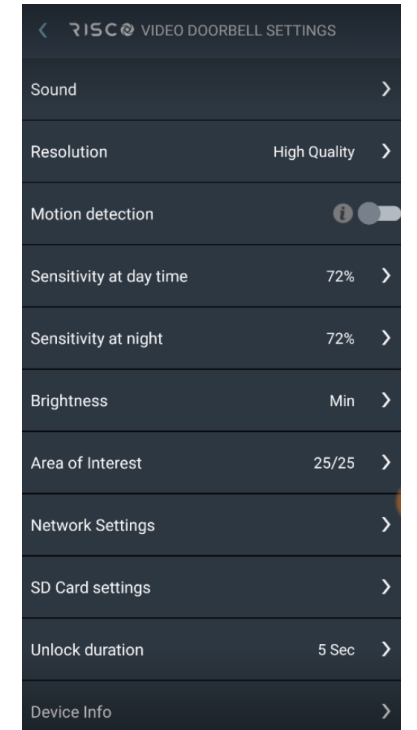 RISCO VIDEO DOORBELL SETTINGS
Sound
Resolution High Quality
Motion detection i
Sensitivity at day time 72%
Sensitivity at night 72%
Brightness Min
Area of Interest 25/25
Network Settings
SD Card settings
Unlock duration 5 Sec
Device Info